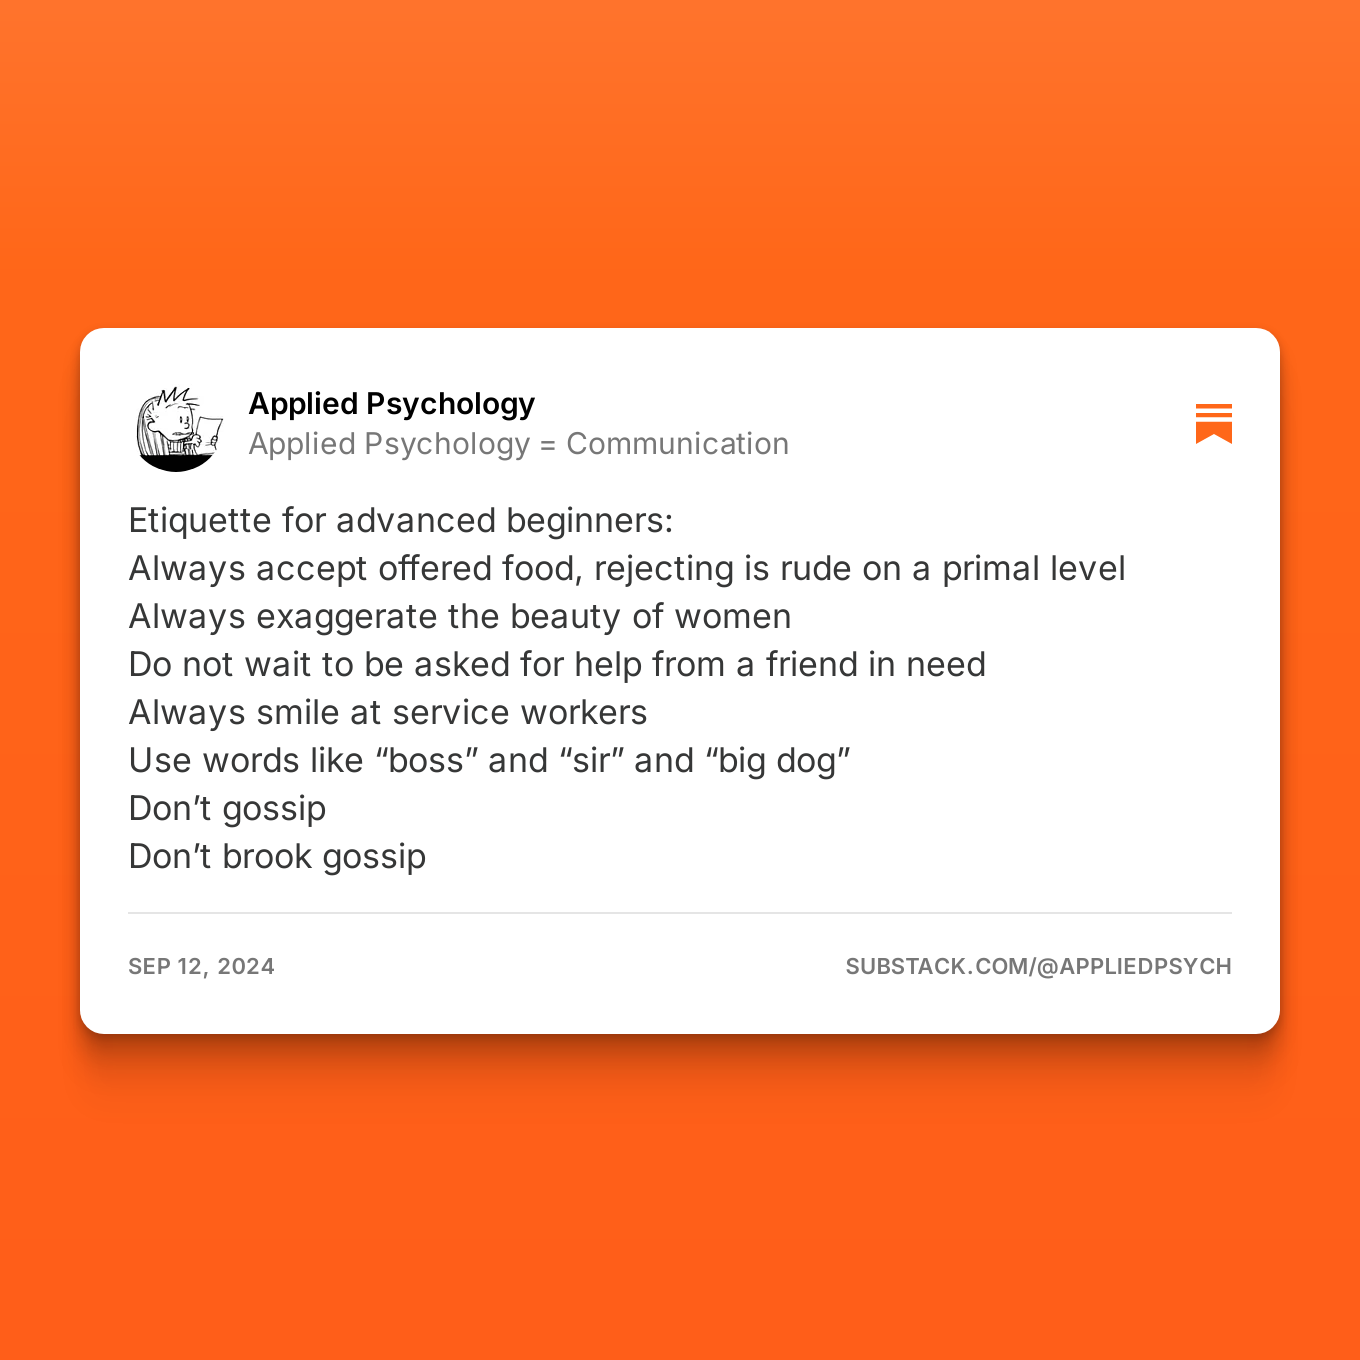 Applied Psychology
Applied Psychology = Communication
Etiquette for advanced beginners:
Always accept offered food, rejecting is rude on a primal level
Always exaggerate the beauty of women
Do not wait to be asked for help from a friend in need
Always smile at service workers
Use words like “boss” and “sir” and “big dog”
Don’t gossip
Don’t brook gossip
SEP 12, 2024
SUBSTACK.COM/@APPLIEDPSYCH